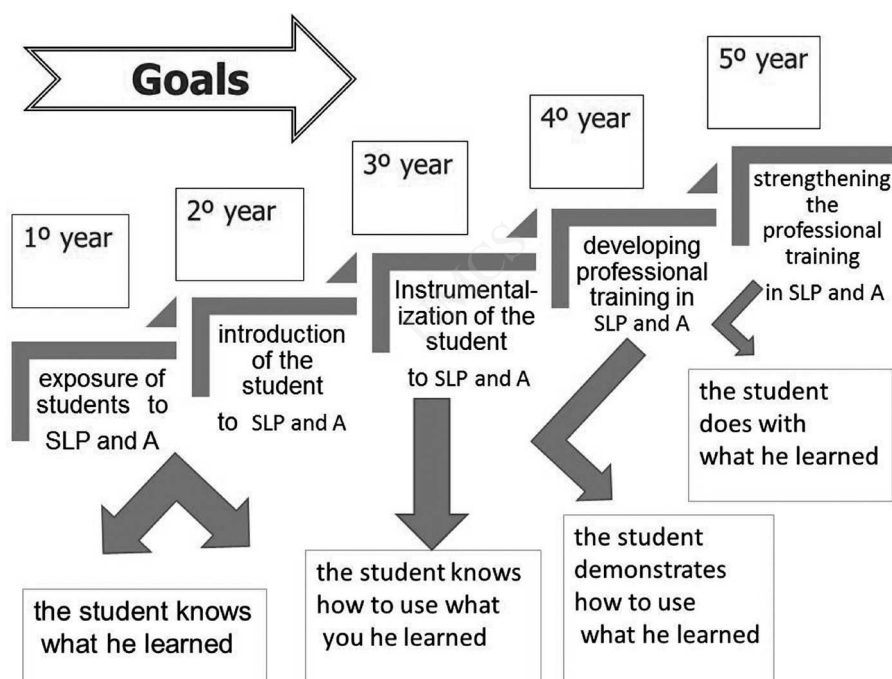 Goals
1º year
exposure of
students to
SLP and A
2º year
introduction
of the
student
to SLP and A
3º year
Instrumental-
ization of the
student
to SLP and A
4º year
developing
professional
training in
SLP and A
5º year
strengthening
the
professional
training
in SLP and A
the student knows
what he learned
the student knows
how to use what
you he learned
the student
demonstrates
how to use
what he learned
the student
does with
what he learned